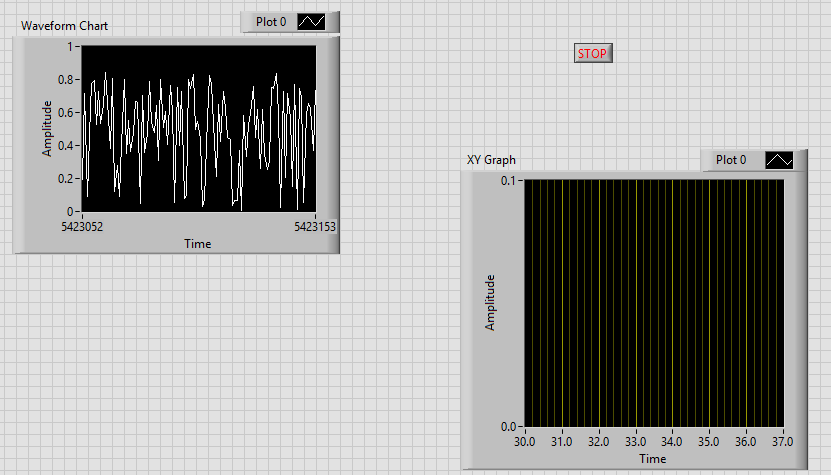 Waveform Chart
Plot 0
1
0.8
0.6
0.4
0.2
0
Amplitude
5423052
5423153
Time
STOP
XY Graph
Plot 0
0.1
0.0
Amplitude
30.0 31.0 32.0 33.0 34.0 35.0 36.0 37.0
Time